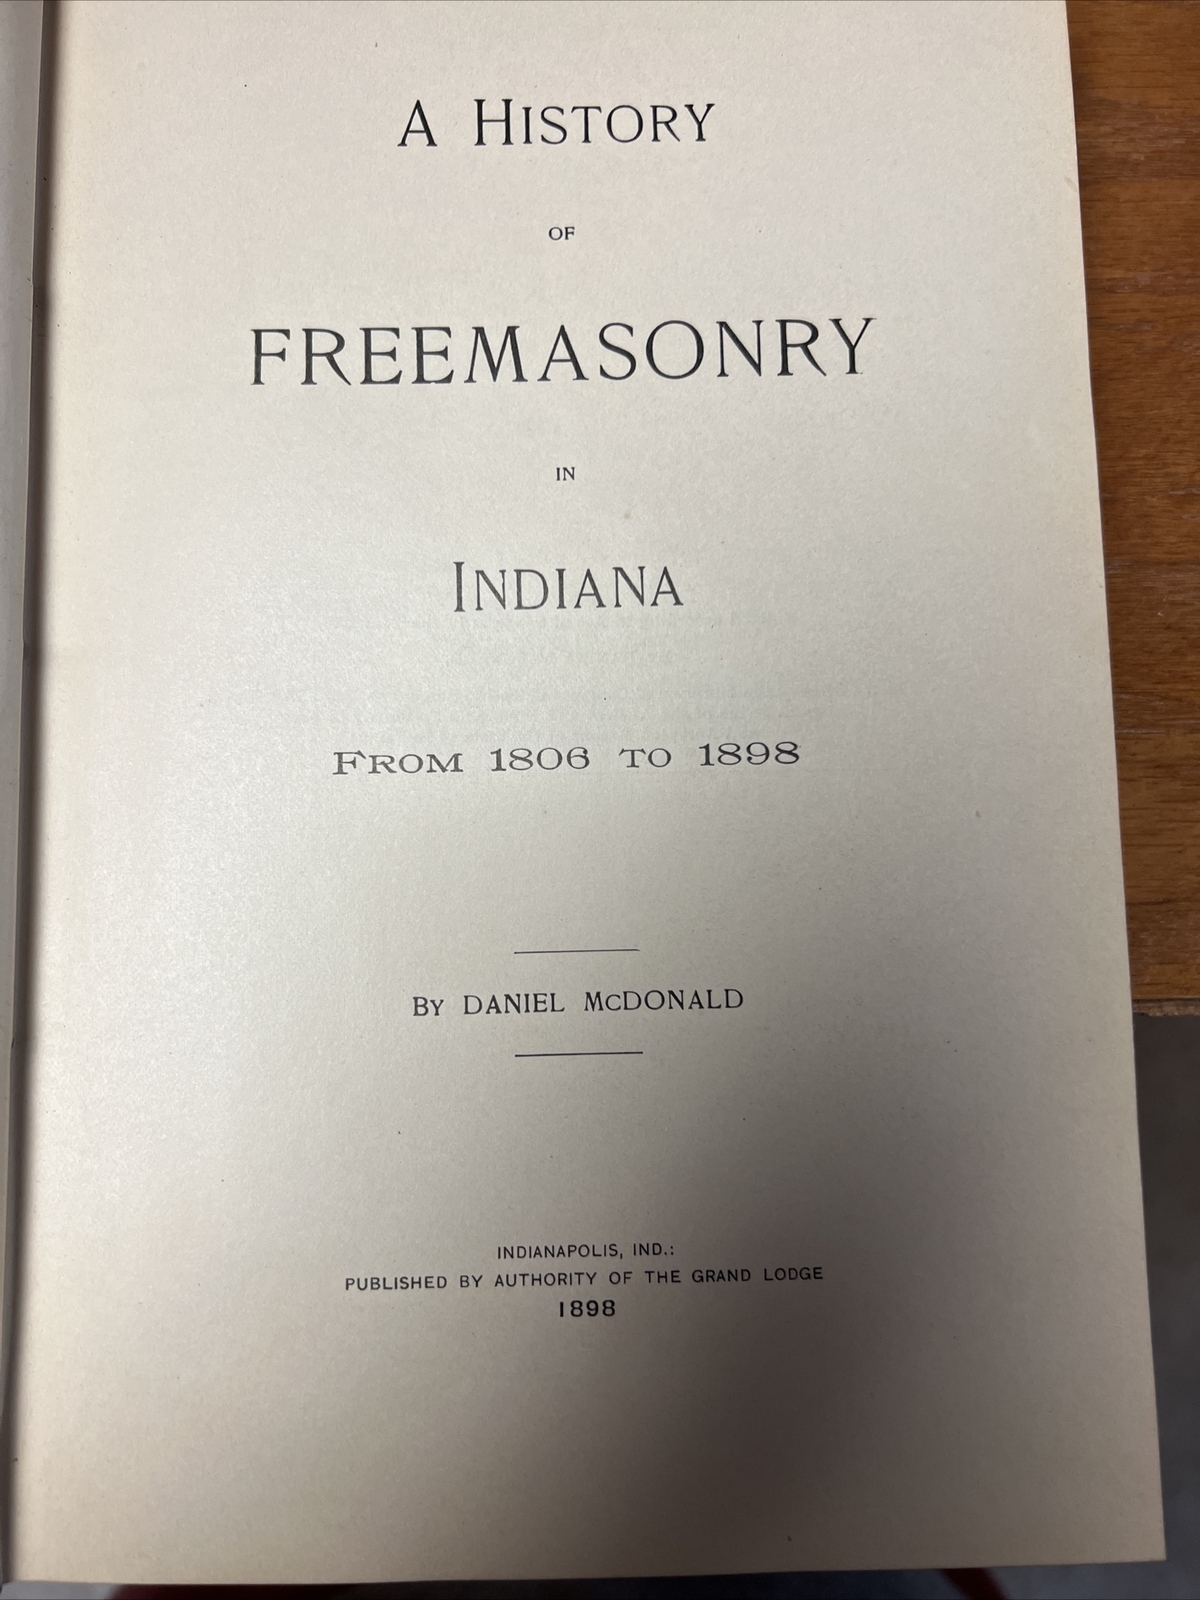 A HISTORY
OF
FREEMASONRY
IN
INDIANA
FROM 1806 TO 1898
BY DANIEL McDONALD
INDIANAPOLIS, IND.:
PUBLISHED BY AUTHORITY OF THE GRAND LODGE
1898